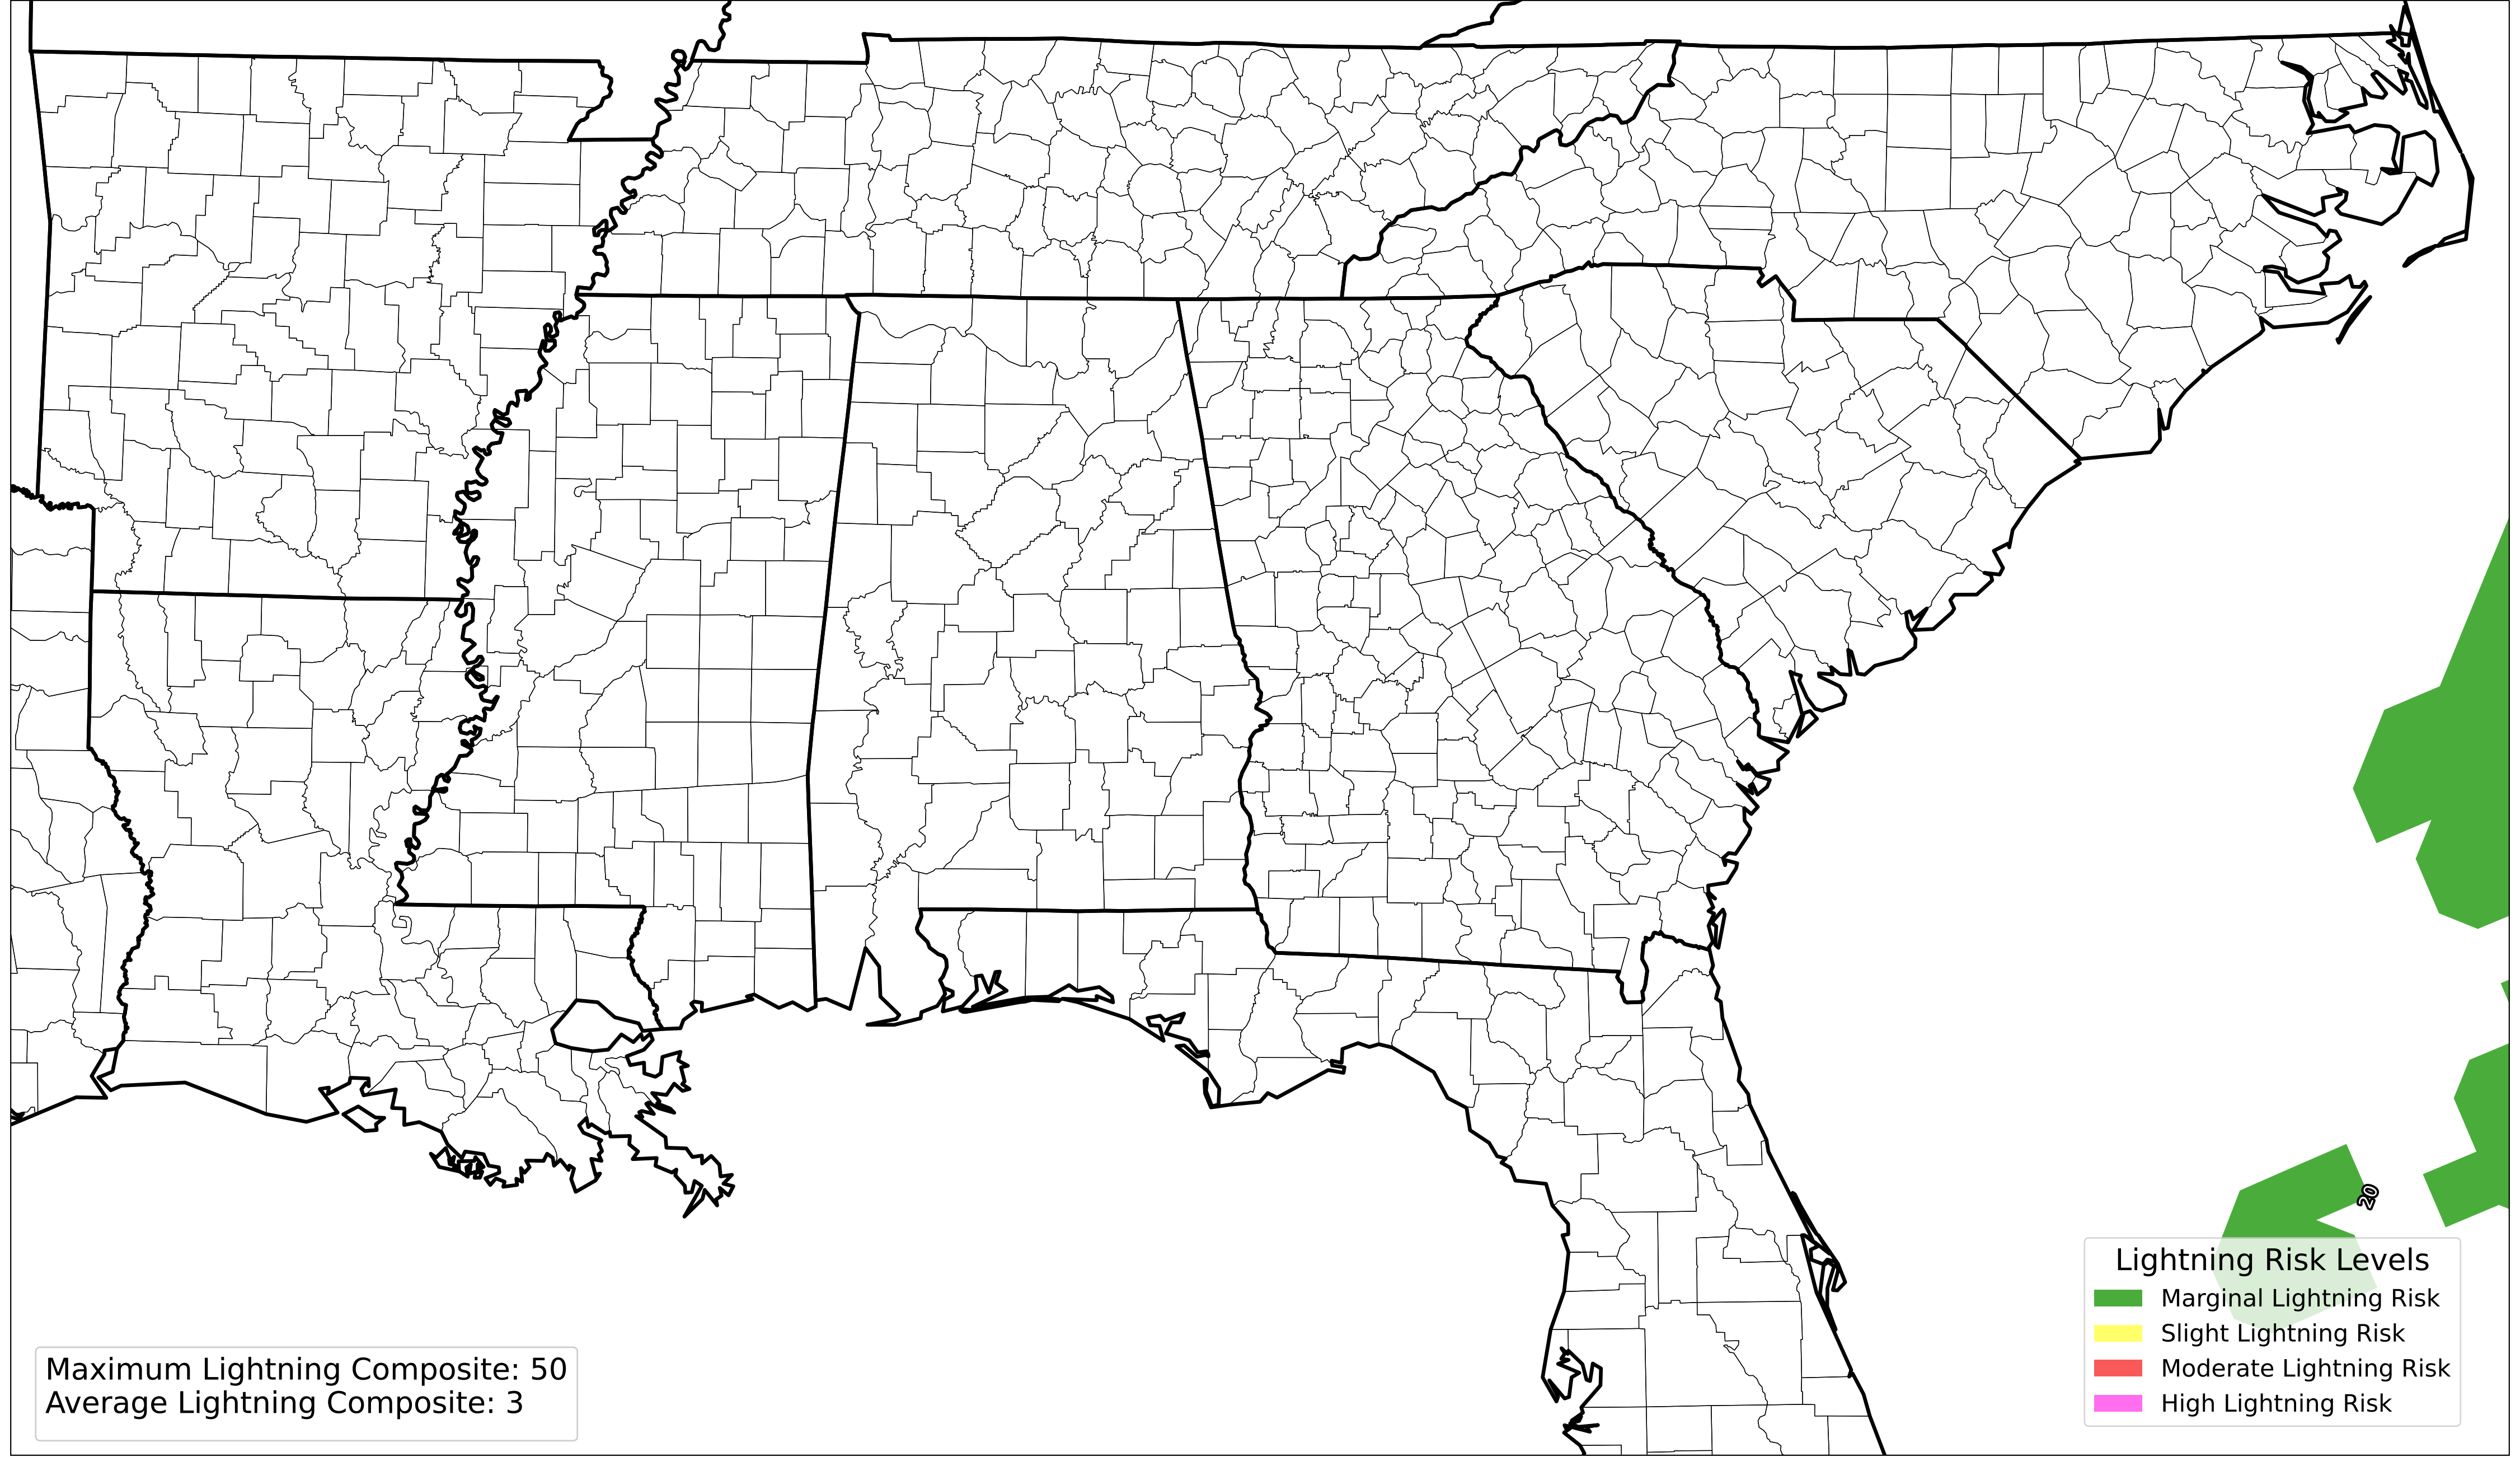 20
Lightning Risk Levels
Marginal Lightning Risk
Slight Lightning Risk
Moderate Lightning Risk
High Lightning Risk
Maximum Lightning Composite: 50
Average Lightning Composite: 3